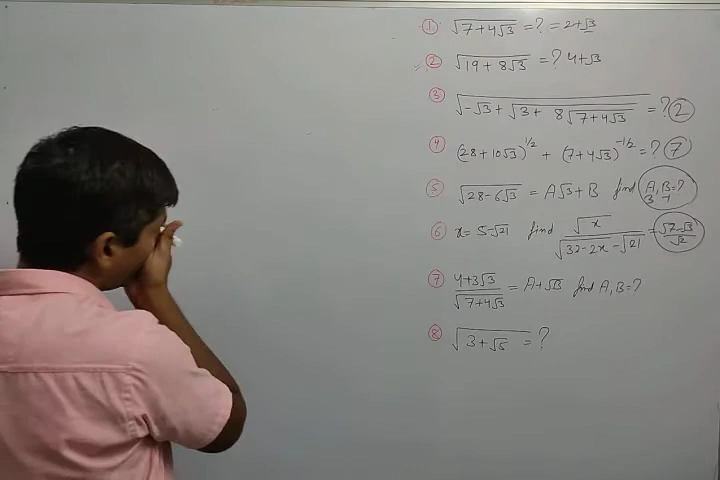 ① √(7+4√3) = ? = 2+√3
② √(19+8√3) = ? 4+√3
③ √(-√3+√(3+8√(7+4√3))) = ? 2
④ (28+10√3)^1/2 + (7+4√3)^-1/2 = ? 7
⑤ √(28-6√3) = A√3+B find A,B=? 3 -1
⑥ x=5-√21 find √x/(√(32-2x)-√21) = (√7-√3)/√2
⑦ (4+3√3)/√(7+4√3) = A+√B find A,B=?
⑧ √(3+√5) = ?